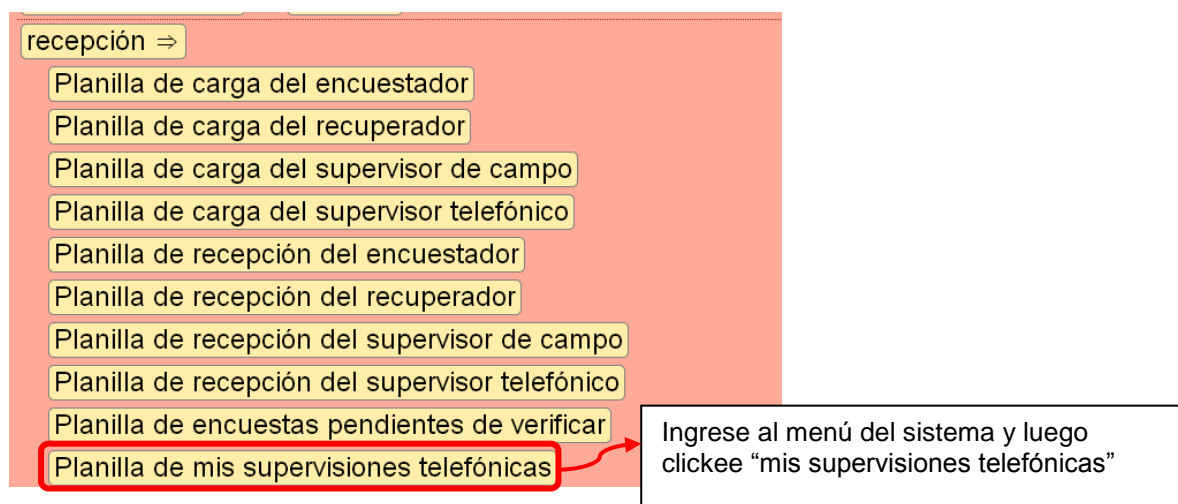 recepción ⇒
Planilla de carga del encuestador
Planilla de carga del recuperador
Planilla de carga del supervisor de campo
Planilla de carga del supervisor telefónico
Planilla de recepción del encuestador
Planilla de recepción del recuperador
Planilla de recepción del supervisor de campo
Planilla de recepción del supervisor telefónico
Planilla de encuestas pendientes de verificar
Planilla de mis supervisiones telefónicas
Ingrese al menú del sistema y luego
clickee “mis supervisiones telefónicas”